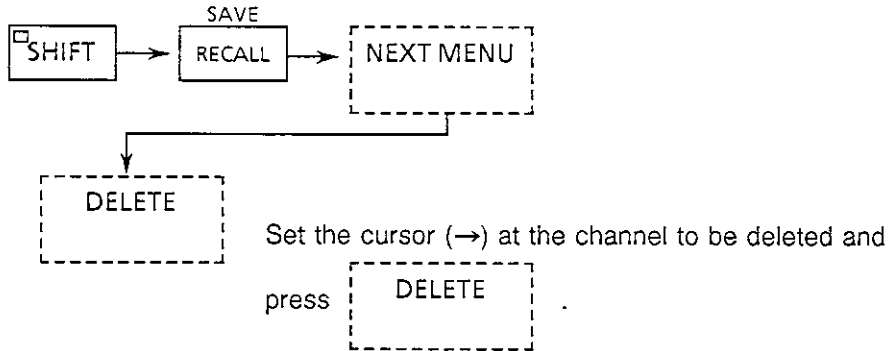 SAVE
SHIFT RECALL NEXT MENU
DELETE
Set the cursor (→) at the channel to be deleted and
press DELETE .